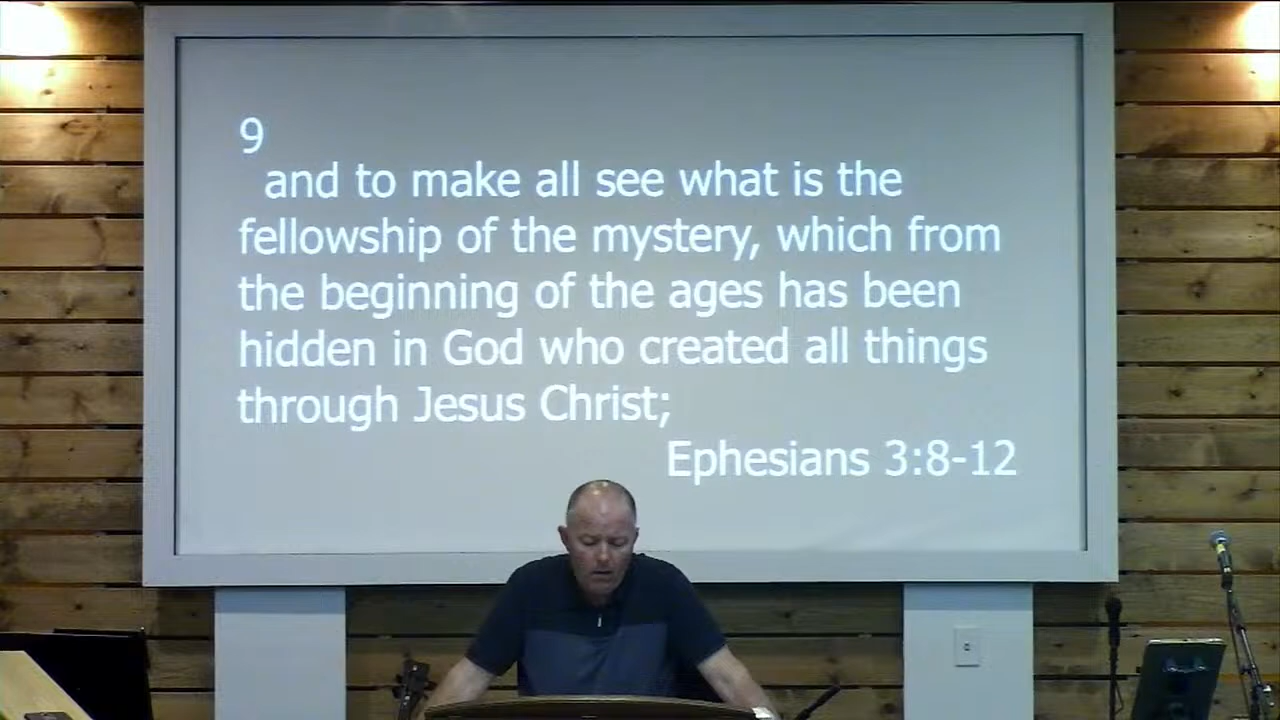 9
and to make all see what is the
fellowship of the mystery, which from
the beginning of the ages has been
hidden in God who created all things
through Jesus Christ;
Ephesians 3:8-12